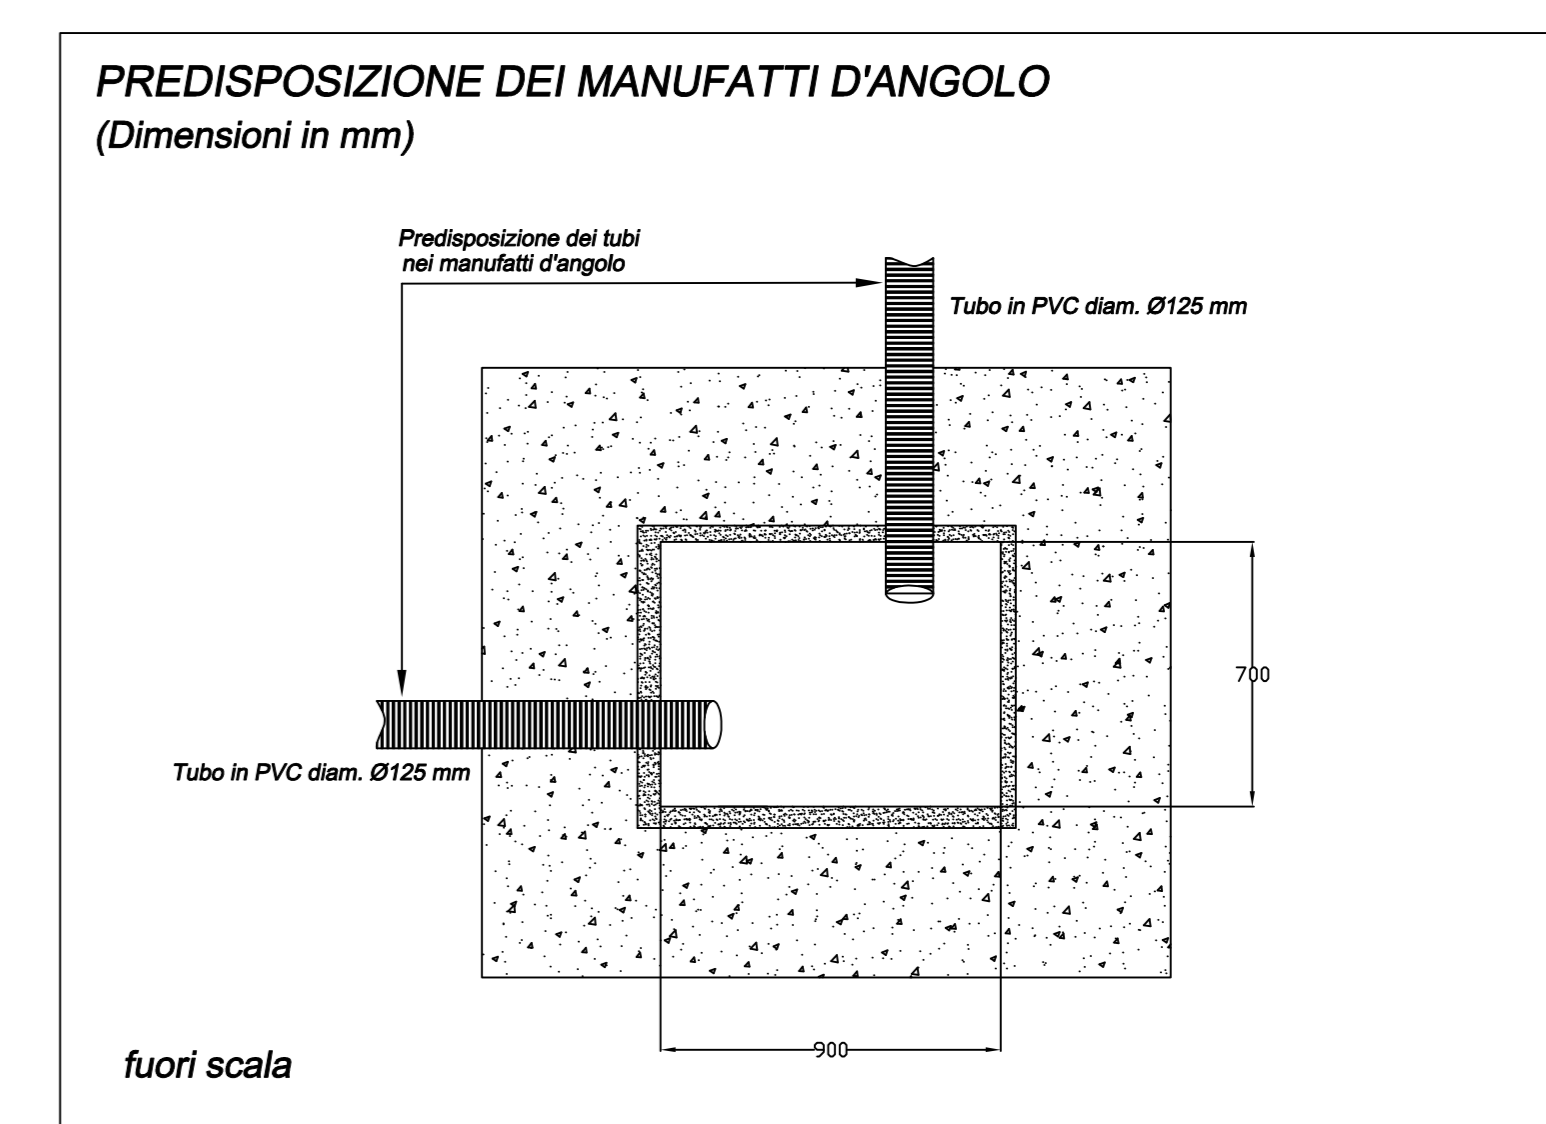 PREDISPOSIZIONE DEI MANUFATTI D'ANGOLO
(Dimensioni in mm)
Predisposizione dei tubi
nei manufatti d'angolo
Tubo in PVC diam. Ø125 mm
700
Tubo in PVC diam. Ø125 mm
900
fuori scala